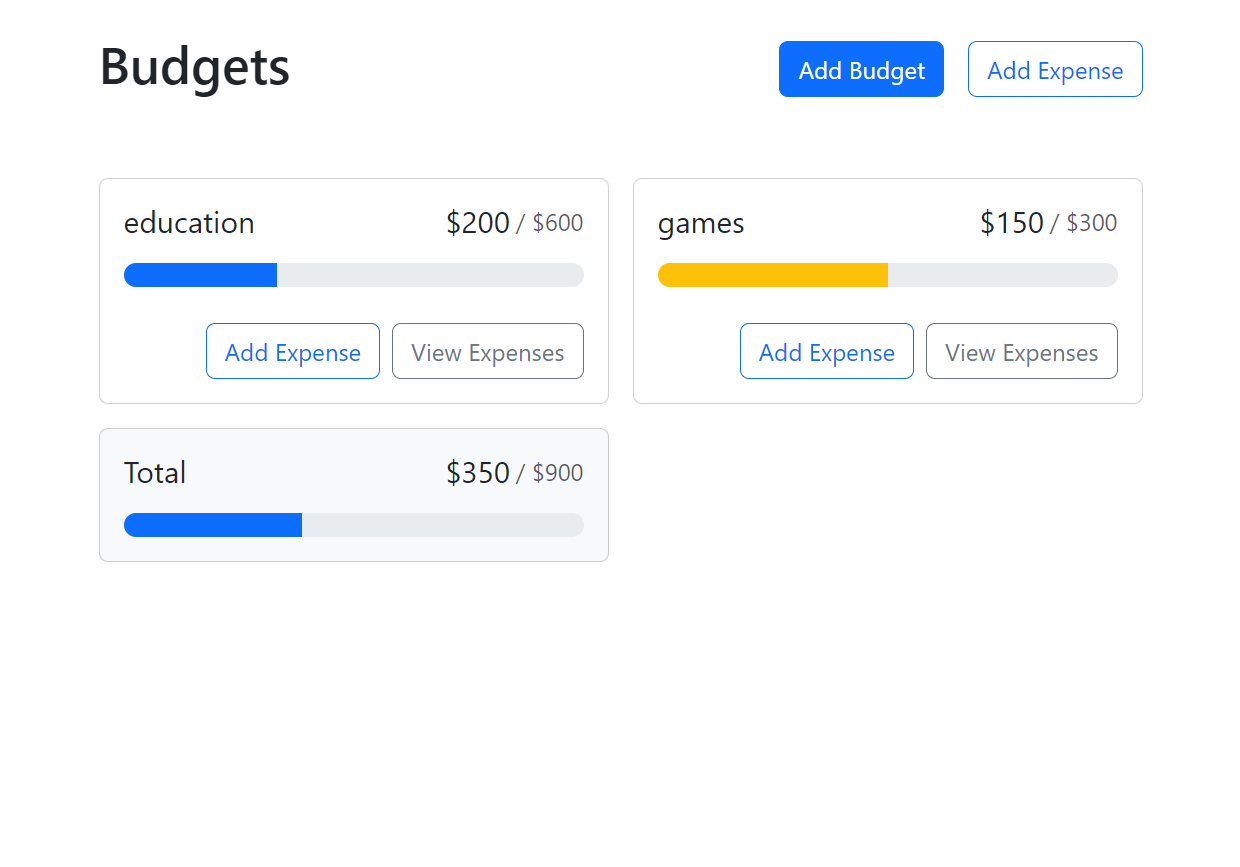 Budgets
Add Budget
Add Expense
education
$200 / $600
Add Expense
View Expenses
games
$150 / $300
Add Expense
View Expenses
Total
$350 / $900